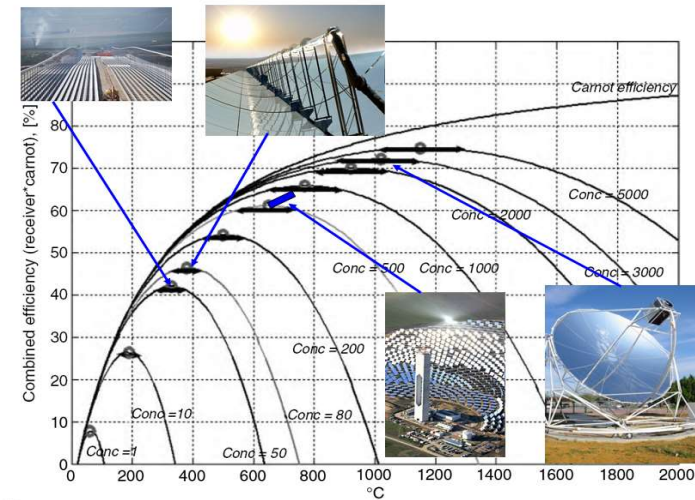 Combined efficiency (receiver*carnot), [%]
80
70
60
50
40
30
20
10
0
Carnot efficiency
Conc = 5000
Conc = 2000
Conc = 3000
Conc = 500
Conc = 1000
Conc = 200
Conc =10
Conc = 80
Conc =1
Conc = 50
200
400
600
800
1000
1200
1400
1600
1800
2000
°C